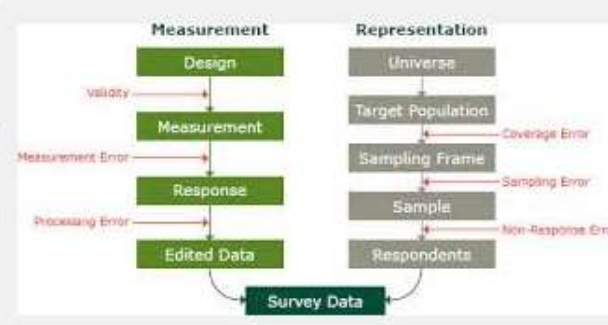 Measurement
Representation
Design
Universe
Validity
Target Population
Coverage Error
Measurement
Measurement Error
Sampling Frame
Sampling Error
Response
Sample
Processing Error
Non-Response Err
Edited Data
Respondents
Survey Data